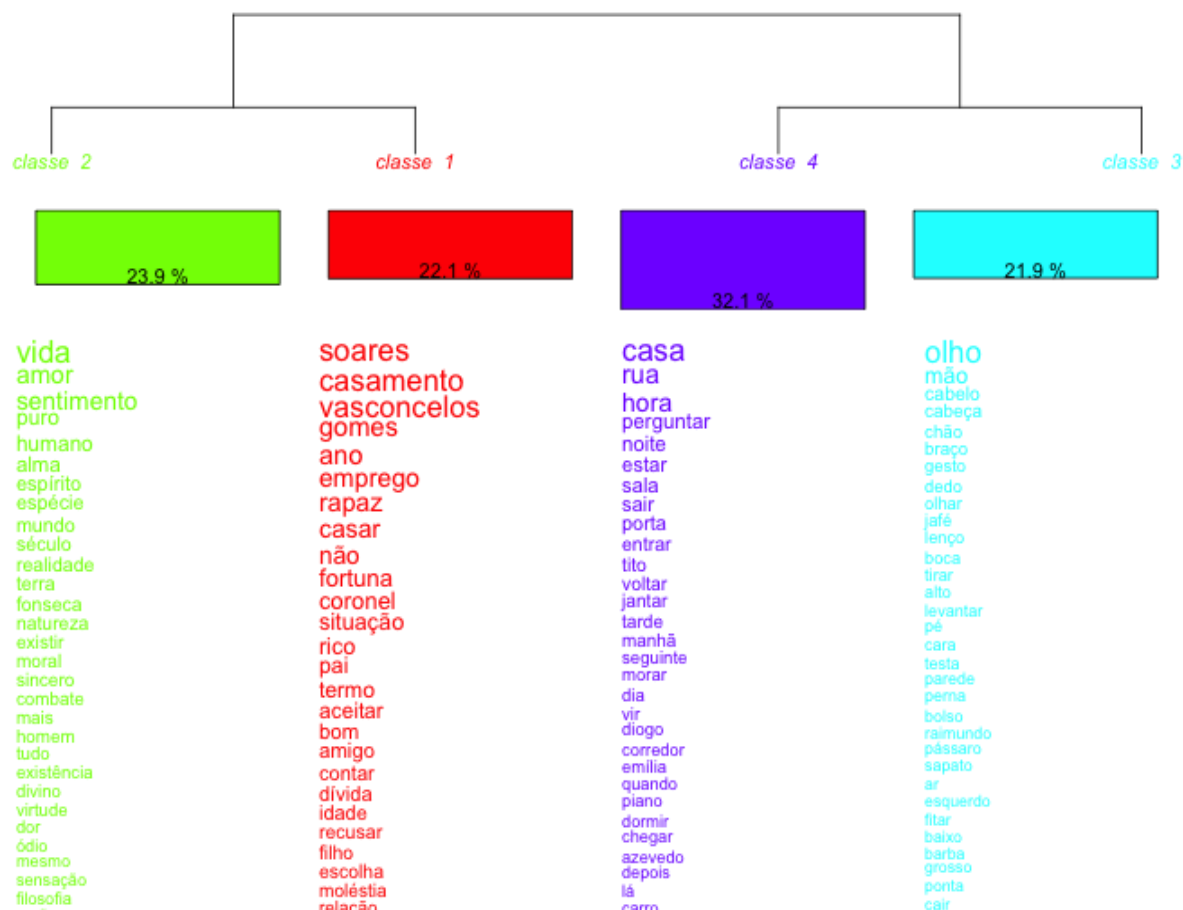 classe 2
classe 1
classe 4
classe 3
23.9 %
22.1 %
32.1 %
21.9 %
vida
amor
sentimento
puro
humano
alma
espírito
espécie
mundo
século
realidade
terra
fonseca
natureza
existir
moral
sincero
combate
mais
homem
tudo
existência
divino
virtude
dor
ódio
mesmo
sensação
filosofia
soares
casamento
vasconcelos
gomes
ano
emprego
rapaz
casar
não
fortuna
coronel
situação
rico
pai
termo
aceitar
bom
amigo
contar
dívida
idade
recusar
filho
escolha
moléstia
relação
casa
rua
hora
perguntar
noite
estar
sala
sair
porta
entrar
tito
voltar
jantar
tarde
manhã
seguinte
morar
dia
vir
diogo
corredor
emília
quando
piano
dormir
chegar
azevedo
depois
lá
carro
olho
mão
cabelo
cabeça
chão
braço
gesto
dedo
olhar
jafé
lenço
boca
tirar
alto
levantar
pé
cara
testa
parede
perna
bolso
raimundo
pássaro
sapato
ar
esquerdo
fitar
baixo
barba
grosso
ponta
cair